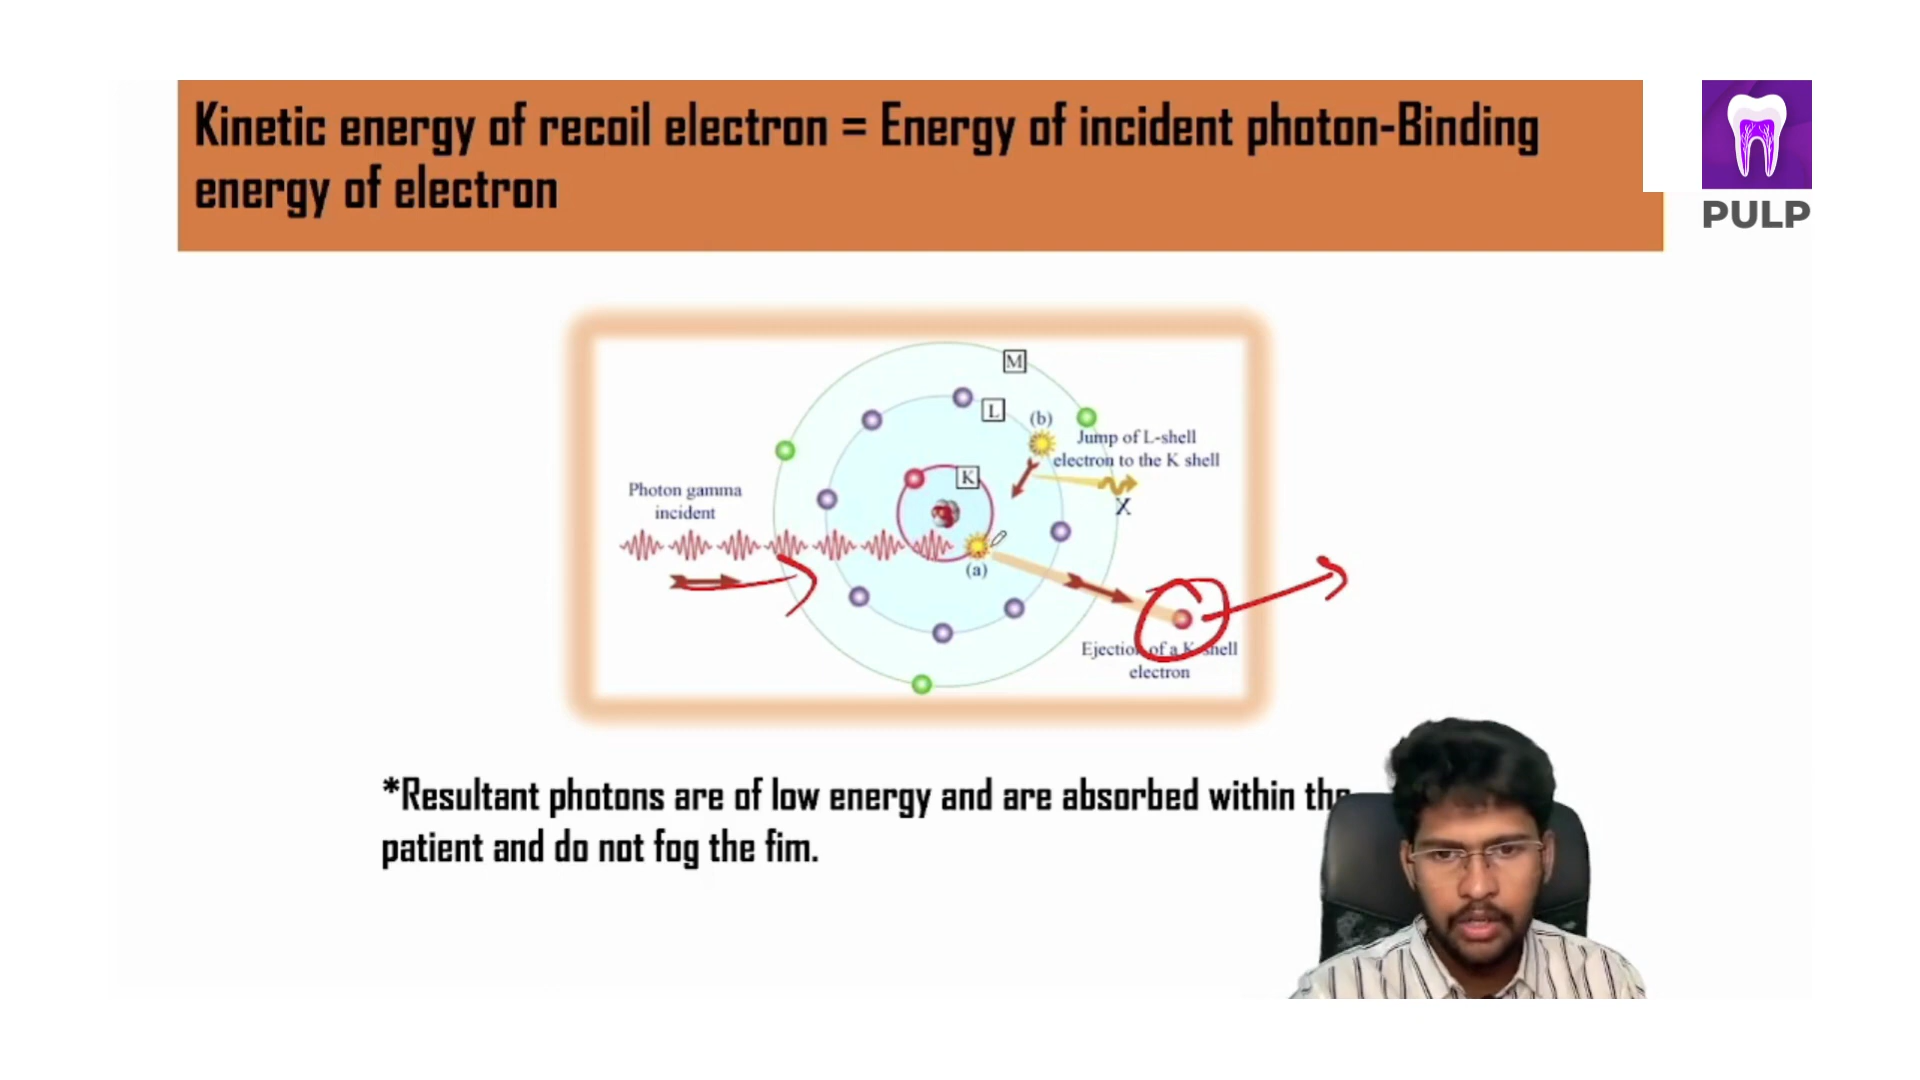 Kinetic energy of recoil electron = Energy of incident photon-Binding
energy of electron
PULP
M
L
(b)
Jump of L-shell
electron to the K shell
K
X
Photon gamma
incident
(a)
Ejection of a K-shell
electron
*Resultant photons are of low energy and are absorbed within the
patient and do not fog the fim.